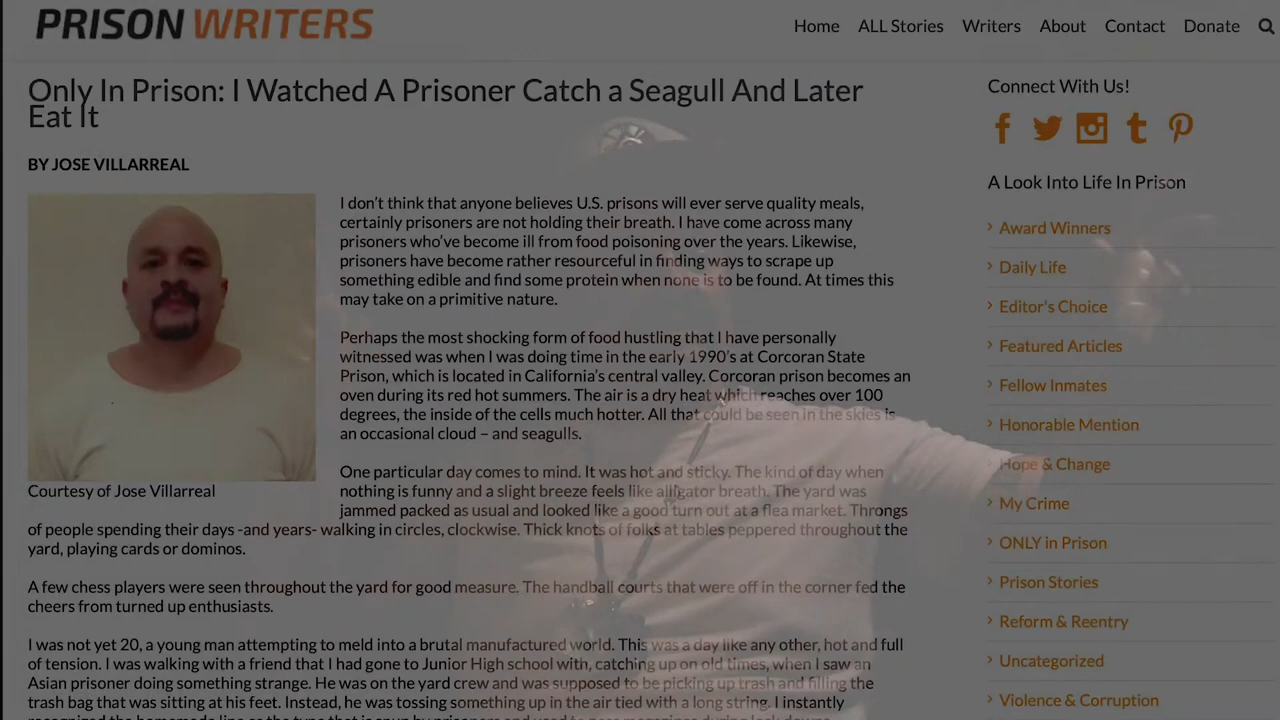 PRISON WRITERS
Home ALL Stories Writers About Contact Donate
Only In Prison: I Watched A Prisoner Catch a Seagull And Later
Eat It
BY JOSE VILLARREAL
I don't think that anyone believes U.S. prisons will ever serve quality meals,
certainly prisoners are not holding their breath. I have come across many
prisoners who've become ill from food poisoning over the years. Likewise,
prisoners have become rather resourceful in finding ways to scrape up
something edible and find some protein when none is to be found. At times this
may take on a primitive nature.
Perhaps the most shocking form of food hustling that I have personally
witnessed was when I was doing time in the early 1990's at Corcoran State
Prison, which is located in California's central valley. Corcoran prison becomes an
oven during its red hot summers. The air is a dry heat which reaches over 100
degrees, the inside of the cells much hotter. All that could be seen in the skies is
an occasional cloud – and seagulls.
One particular day comes to mind. It was hot and sticky. The kind of day when
nothing is funny and a slight breeze feels like alligator breath. The yard was
jammed packed as usual and looked like a good turn out at a flea market. Throngs
of people spending their days -and years- walking in circles, clockwise. Thick knots of folks at tables peppered throughout the
yard, playing cards or dominos.
A few chess players were seen throughout the yard for good measure. The handball courts that were off in the corner fed the
cheers from turned up enthusiasts.
I was not yet 20, a young man attempting to meld into a brutal manufactured world. This was a day like any other, hot and full
of tension. I was walking with a friend that I had gone to Junior High school with, catching up on old times, when I saw an
Asian prisoner doing something strange. He was on the yard crew and was supposed to be picking up trash and filling the
trash bag that was sitting at his feet. Instead, he was tossing something up in the air tied with a long string. I instantly
Courtesy of Jose Villarreal
Connect With Us!
A Look Into Life In Prison
Award Winners
Daily Life
Editor's Choice
Featured Articles
Fellow Inmates
Honorable Mention
Hope & Change
My Crime
ONLY in Prison
Prison Stories
Reform & Reentry
Uncategorized
Violence & Corruption